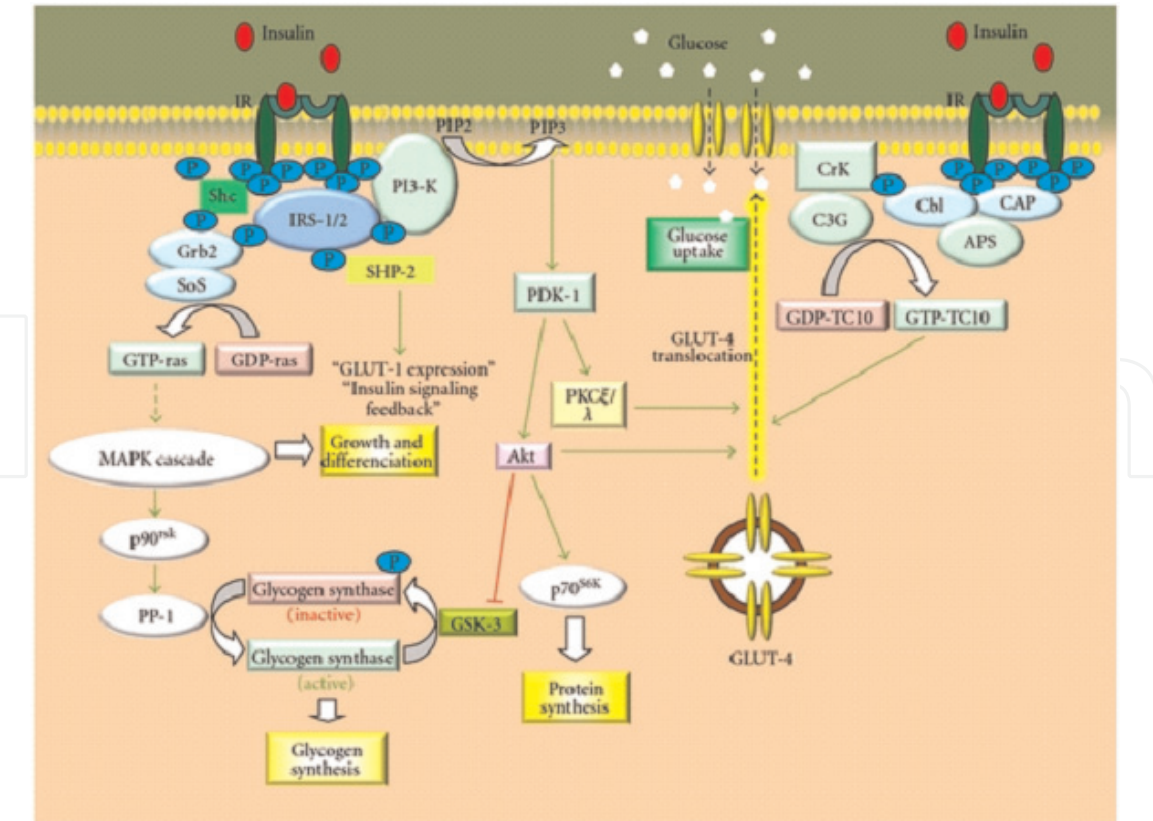 Insulin
Glucose
Insulin
IR
PIP2
PIP3
IR
P
P
P
P
P
P
P
Shc
PI3-K
IRS-1/2
P
P
P
P
Grb2
SoS
SHP-2
CrK
C3G
P
P
P
P
P
P
Cbl
CAP
APS
Glucose
uptake
PDK-1
GDP-TC10
GTP-TC10
GLUT-4
translocation
GTP-ras
GDP-ras
"GLUT-1 expression"
"Insulin signaling
feedback"
PKCξ/
λ
MAPK cascade
Growth and
differenciation
Akt
p90rsk
PP-1
P
Glycogen synthase
(inactive)
GSK-3
Glycogen synthase
(active)
p70S6K
GLUT-4
Protein
synthesis
Glycogen
synthesis